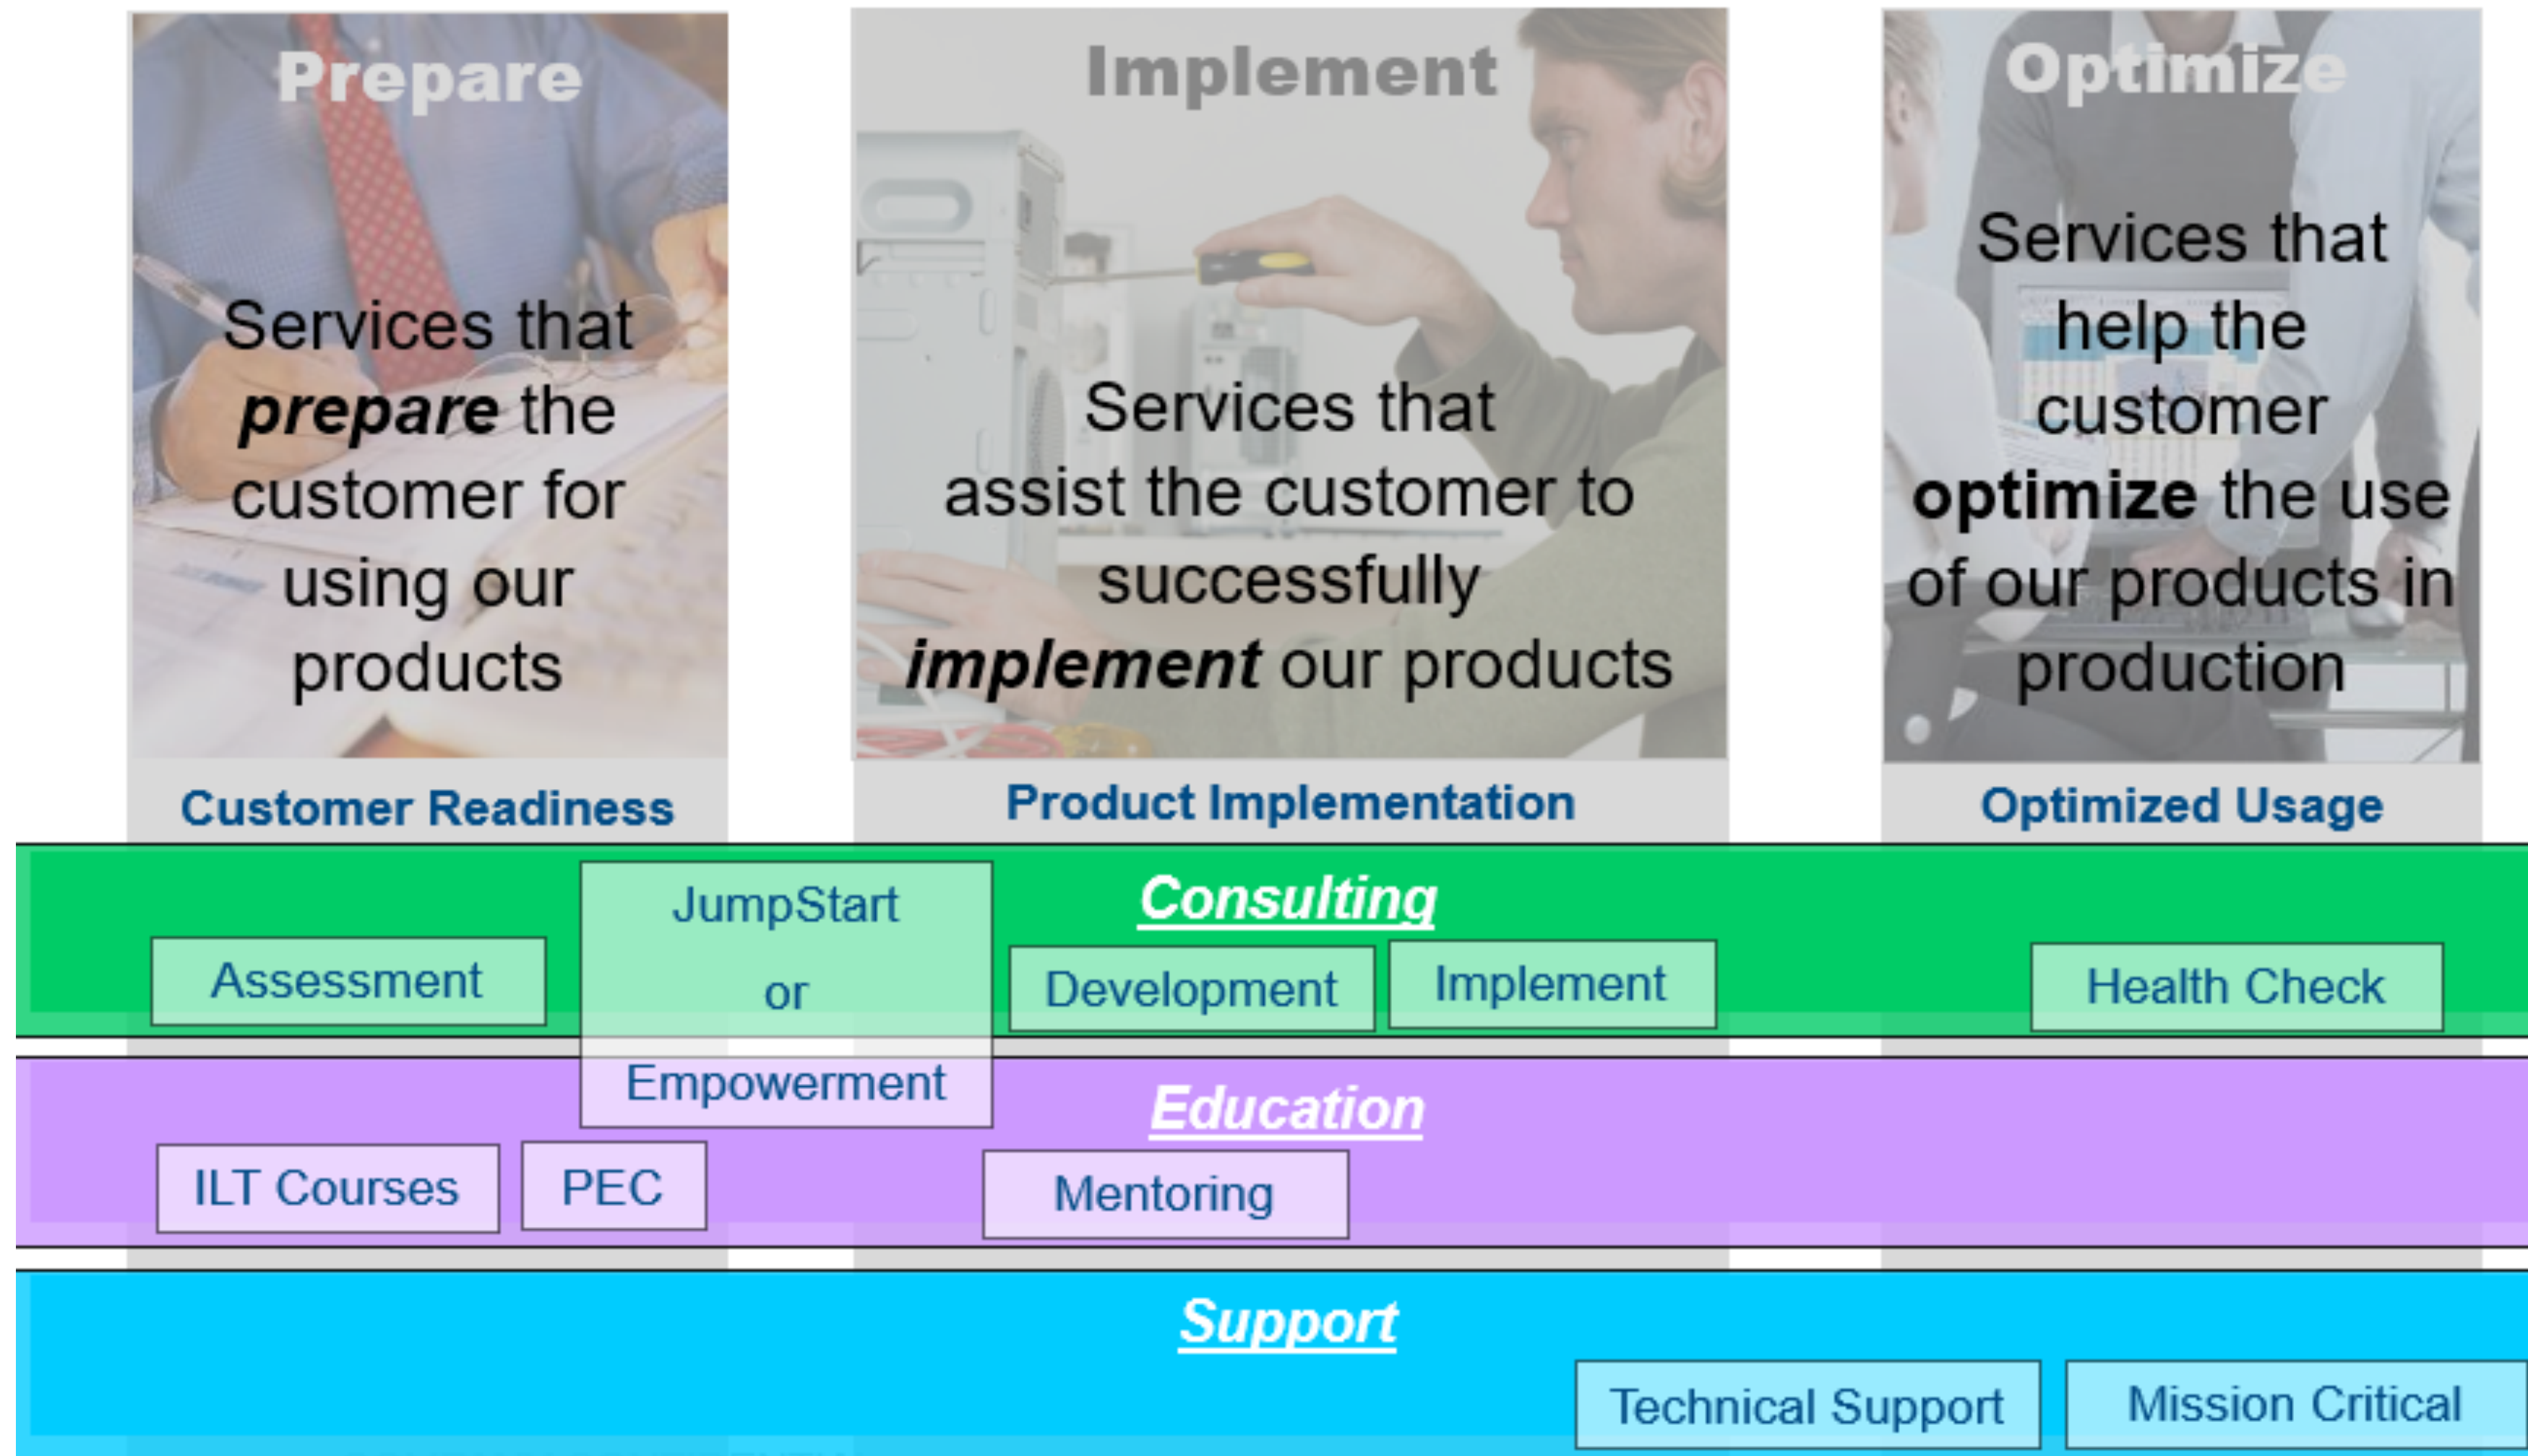 Prepare
Services that
prepare the
customer for
using our
products
Customer Readiness
Implement
Services that
assist the customer to
successfully
implement our products
Product Implementation
Optimize
Services that
help the
customer
optimize the use
of our products in
production
Optimized Usage
Consulting
Assessment
JumpStart
or
Empowerment
Development
Implement
Health Check
Education
ILT Courses
PEC
Mentoring
Support
Technical Support
Mission Critical